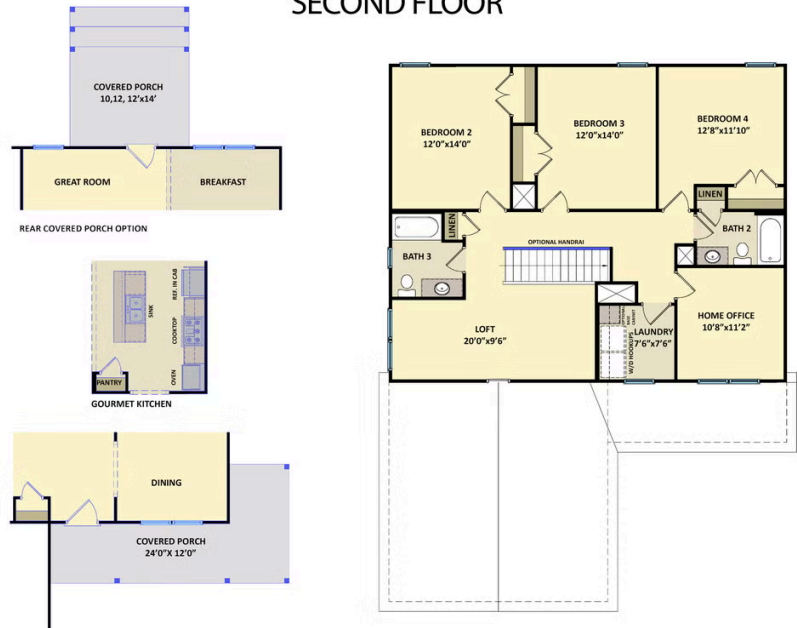 SECOND FLOOR
COVERED PORCH
10,12, 12'x14'
GREAT ROOM
BREAKFAST
REAR COVERED PORCH OPTION
REF. IN CAB
SINK
COOKTOP
OVEN
PANTRY
GOURMET KITCHEN
DINING
COVERED PORCH
24'0"X 12'0"
BEDROOM 2
12'0"x14'0"
BEDROOM 3
12'0"x14'0"
BEDROOM 4
12'8"x11'10"
LINEN
LINEN
BATH 3
BATH 2
OPTIONAL HANDRAI
LOFT
20'0"x9'6"
W/D HOOKUPS
LAUNDRY
7'6"x7'6"
HOME OFFICE
10'8"x11'2"